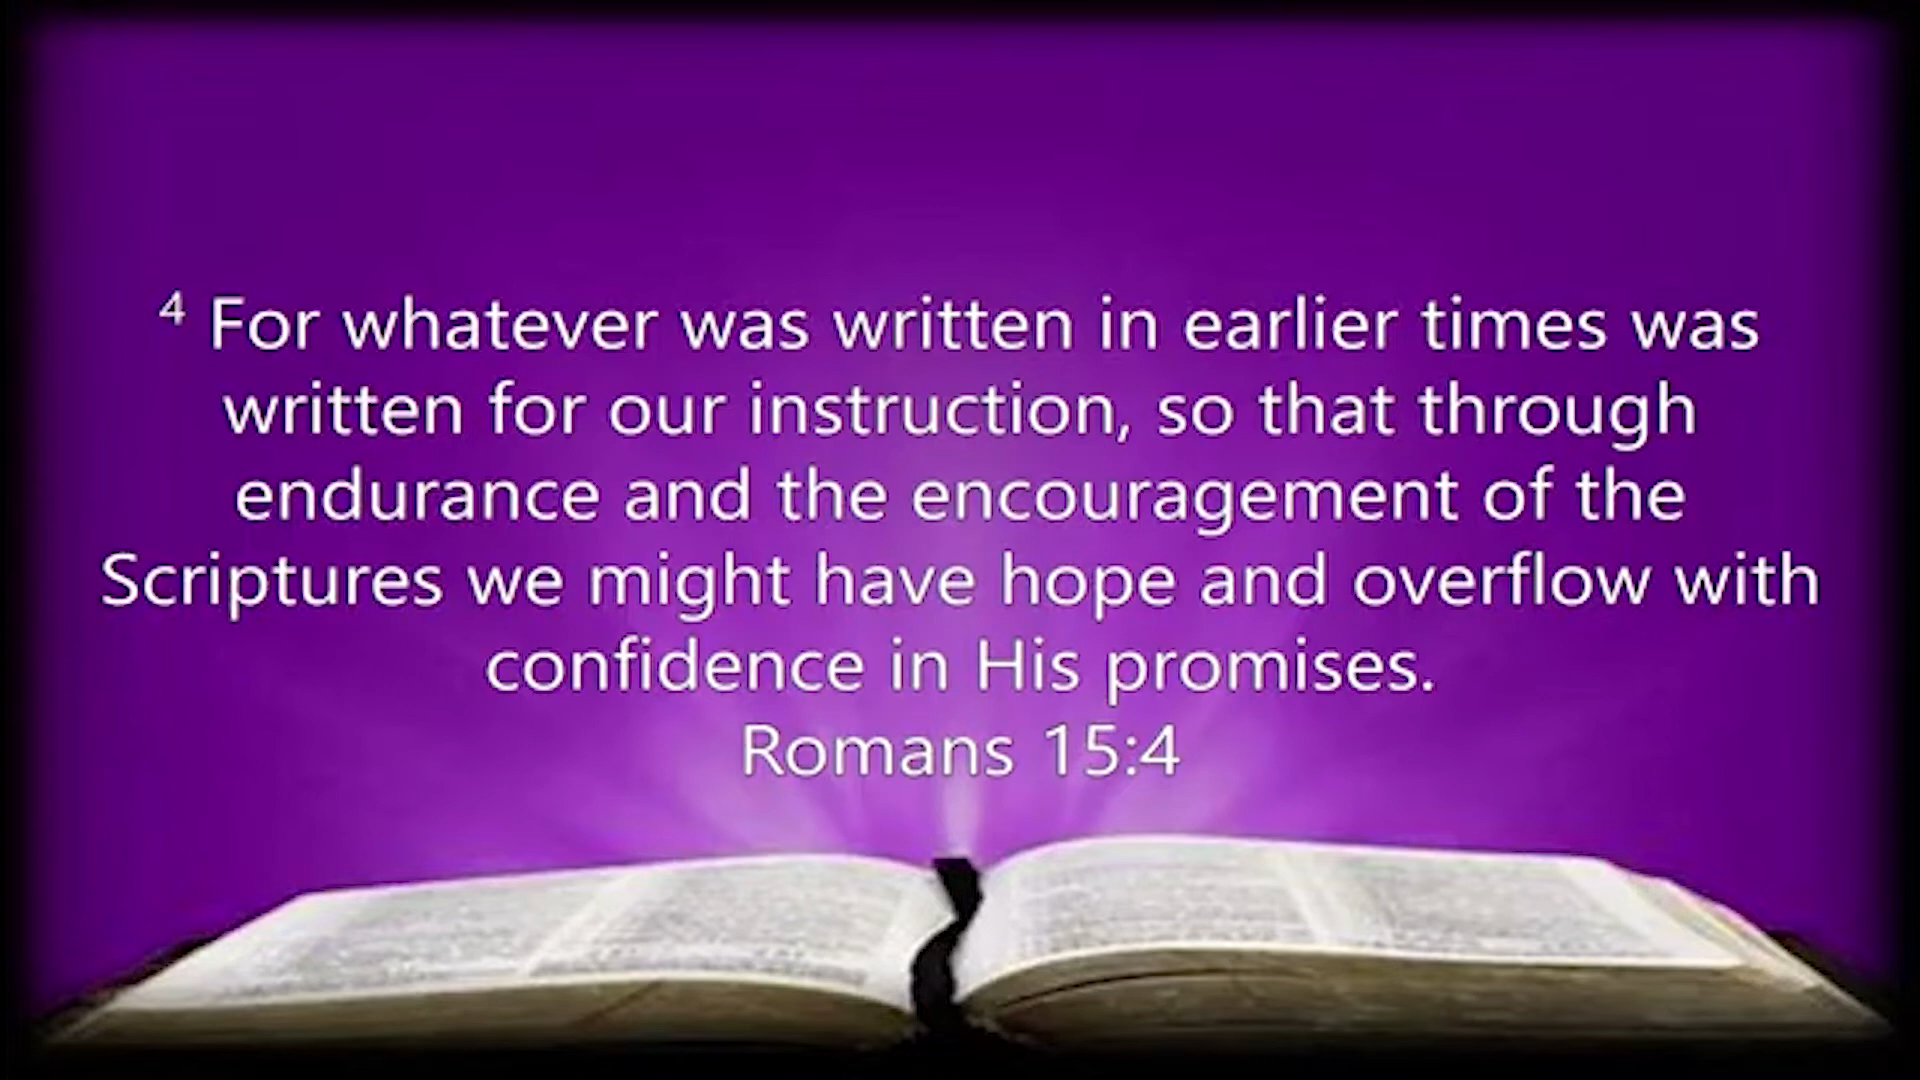 4 For whatever was written in earlier times was
written for our instruction, so that through
endurance and the encouragement of the
Scriptures we might have hope and overflow with
confidence in His promises.
Romans 15:4